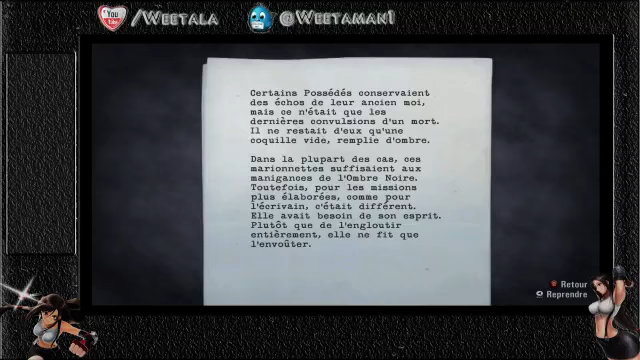 You Tube /WEETALA @WEETAMAN1
Certains Possédés conservaient
des échos de leur ancien moi,
mais ce n'était que les
dernières convulsions d'un mort.
Il ne restait d'eux qu'une
coquille vide, remplie d'ombre.
Dans la plupart des cas, ces
marionnettes suffisaient aux
manigances de l'Ombre Noire.
Toutefois, pour les missions
plus élaborées, comme pour
l'écrivain, c'était différent.
Elle avait besoin de son esprit.
Plutôt que de l'engloutir
entièrement, elle ne fit que
l'envoûter.
Retour
Reprendre